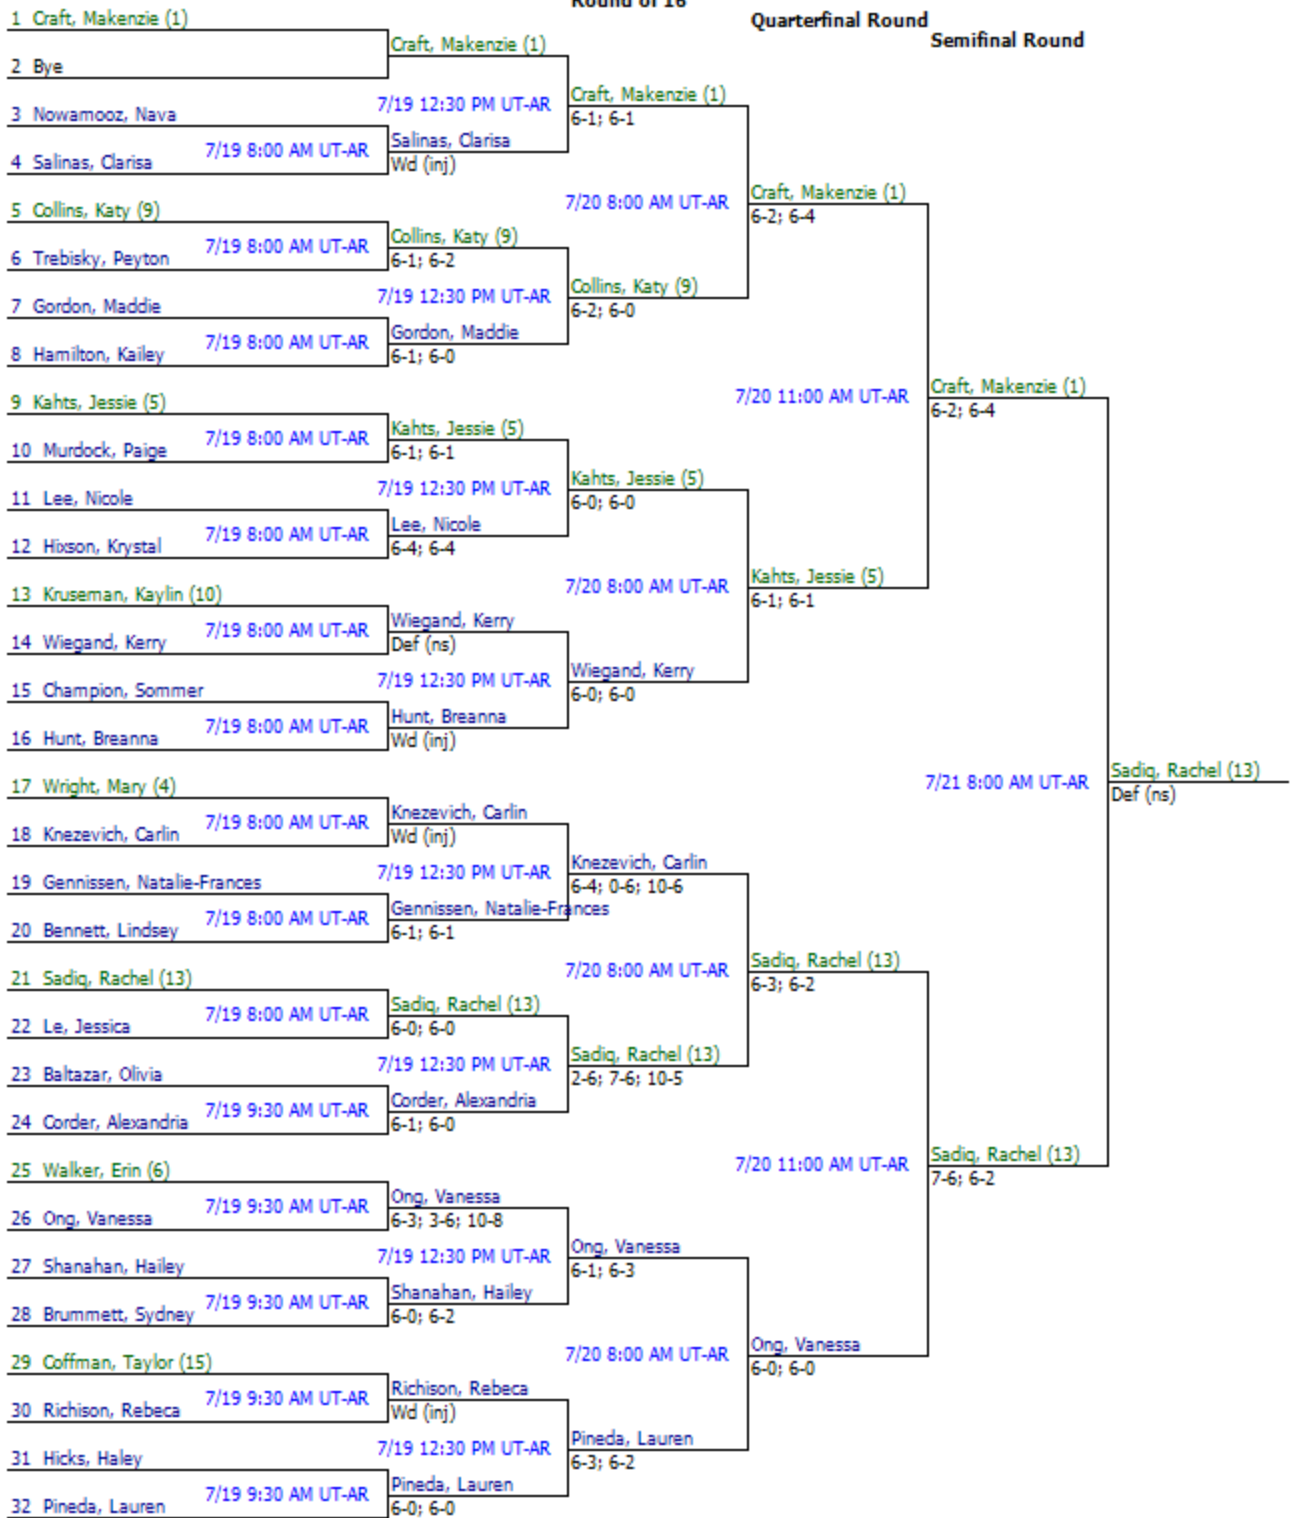 Round of 16
Quarterfinal Round
Semifinal Round
1 Craft, Makenzie (1)
Craft, Makenzie (1)
2 Bye
7/19 12:30 PM UT-AR
Craft, Makenzie (1)
6-1; 6-1
3 Nowamooz, Nava
7/19 8:00 AM UT-AR
Salinas, Clarisa
Wd (inj)
4 Salinas, Clarisa
7/20 8:00 AM UT-AR
Craft, Makenzie (1)
6-2; 6-4
5 Collins, Katy (9)
7/19 8:00 AM UT-AR
Collins, Katy (9)
6-1; 6-2
6 Trebisky, Peyton
7/19 12:30 PM UT-AR
Collins, Katy (9)
6-2; 6-0
7 Gordon, Maddie
7/19 8:00 AM UT-AR
Gordon, Maddie
6-1; 6-0
8 Hamilton, Kailey
7/20 11:00 AM UT-AR
Craft, Makenzie (1)
6-2; 6-4
9 Kahts, Jessie (5)
7/19 8:00 AM UT-AR
Kahts, Jessie (5)
6-1; 6-1
10 Murdock, Paige
7/19 12:30 PM UT-AR
Kahts, Jessie (5)
6-0; 6-0
11 Lee, Nicole
7/19 8:00 AM UT-AR
Lee, Nicole
6-4; 6-4
12 Hixson, Krystal
7/20 8:00 AM UT-AR
Kahts, Jessie (5)
6-1; 6-1
13 Kruseman, Kaylin (10)
7/19 8:00 AM UT-AR
Wiegand, Kerry
Def (ns)
14 Wiegand, Kerry
7/19 12:30 PM UT-AR
Wiegand, Kerry
6-0; 6-0
15 Champion, Sommer
7/19 8:00 AM UT-AR
Hunt, Breanna
Wd (inj)
16 Hunt, Breanna
7/21 8:00 AM UT-AR
Sadiq, Rachel (13)
Def (ns)
17 Wright, Mary (4)
7/19 8:00 AM UT-AR
Knezevich, Carlin
Wd (inj)
18 Knezevich, Carlin
7/19 12:30 PM UT-AR
Knezevich, Carlin
6-4; 0-6; 10-6
19 Gennissen, Natalie-Frances
7/19 8:00 AM UT-AR
Gennissen, Natalie-Frances
6-1; 6-1
20 Bennett, Lindsey
7/20 8:00 AM UT-AR
Sadiq, Rachel (13)
6-3; 6-2
21 Sadiq, Rachel (13)
7/19 8:00 AM UT-AR
Sadiq, Rachel (13)
6-0; 6-0
22 Le, Jessica
7/19 12:30 PM UT-AR
Sadiq, Rachel (13)
2-6; 7-6; 10-5
23 Baltazar, Olivia
7/19 9:30 AM UT-AR
Corder, Alexandria
6-1; 6-0
24 Corder, Alexandria
7/20 11:00 AM UT-AR
Sadiq, Rachel (13)
7-6; 6-2
25 Walker, Erin (6)
7/19 9:30 AM UT-AR
Ong, Vanessa
6-3; 3-6; 10-8
26 Ong, Vanessa
7/19 12:30 PM UT-AR
Ong, Vanessa
6-1; 6-3
27 Shanahan, Hailey
7/19 9:30 AM UT-AR
Shanahan, Hailey
6-0; 6-2
28 Brummett, Sydney
7/20 8:00 AM UT-AR
Ong, Vanessa
6-0; 6-0
29 Coffman, Taylor (15)
7/19 9:30 AM UT-AR
Richison, Rebeca
Wd (inj)
30 Richison, Rebeca
7/19 12:30 PM UT-AR
Pineda, Lauren
6-3; 6-2
31 Hicks, Haley
7/19 9:30 AM UT-AR
Pineda, Lauren
6-0; 6-0
32 Pineda, Lauren